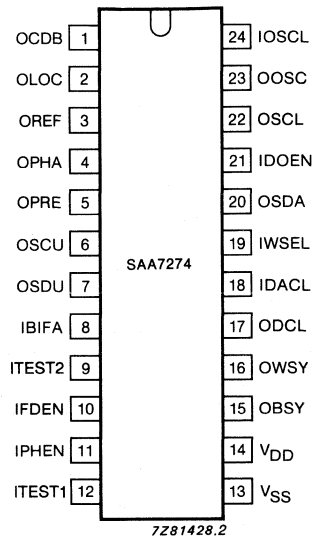 OCDB 1 24 IOSCL
OLOC 2 23 OOSC
OREF 3 22 OSCL
OPHA 4 21 IDOEN
OPRE 5 20 OSDA
OSCU 6 19 IWSEL
SAA7274
OSDU 7 18 IDACL
IBIFA 8 17 ODCL
ITEST2 9 16 OWSY
IFDEN 10 15 OBSY
IPHEN 11 14 VDD
ITEST1 12 13 VSS
7Z81428.2